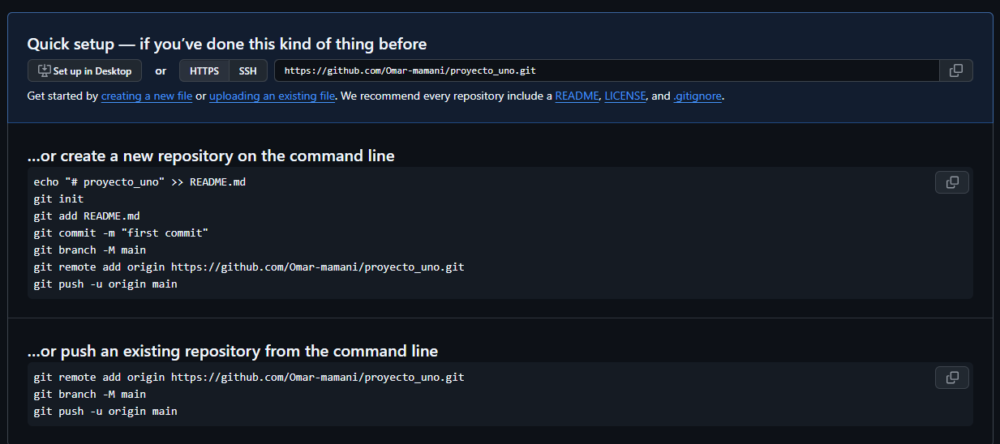 Quick setup — if you’ve done this kind of thing before
Set up in Desktop or HTTPS SSH https://github.com/Omar-mamani/proyecto_uno.git
Get started by creating a new file or uploading an existing file. We recommend every repository include a README, LICENSE, and .gitignore.
…or create a new repository on the command line
echo "# proyecto_uno" >> README.md
git init
git add README.md
git commit -m "first commit"
git branch -M main
git remote add origin https://github.com/Omar-mamani/proyecto_uno.git
git push -u origin main
…or push an existing repository from the command line
git remote add origin https://github.com/Omar-mamani/proyecto_uno.git
git branch -M main
git push -u origin main